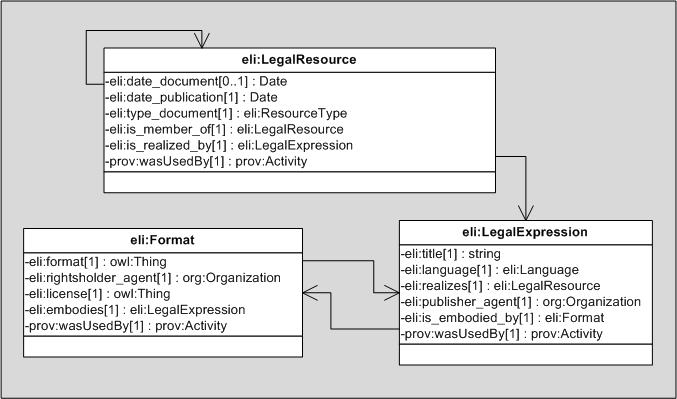 eli:LegalResource
-eli:date_document[0..1] : Date
-eli:date_publication[1] : Date
-eli:type_document[1] : eli:ResourceType
-eli:is_member_of[1] : eli:LegalResource
-eli:is_realized_by[1] : eli:LegalExpression
-prov:wasUsedBy[1] : prov:Activity
eli:Format
-eli:format[1] : owl:Thing
-eli:rightsholder_agent[1] : org:Organization
-eli:license[1] : owl:Thing
-eli:embodies[1] : eli:LegalExpression
-prov:wasUsedBy[1] : prov:Activity
eli:LegalExpression
-eli:title[1] : string
-eli:language[1] : eli:Language
-eli:realizes[1] : eli:LegalResource
-eli:publisher_agent[1] : org:Organization
-eli:is_embodied_by[1] : eli:Format
-prov:wasUsedBy[1] : prov:Activity